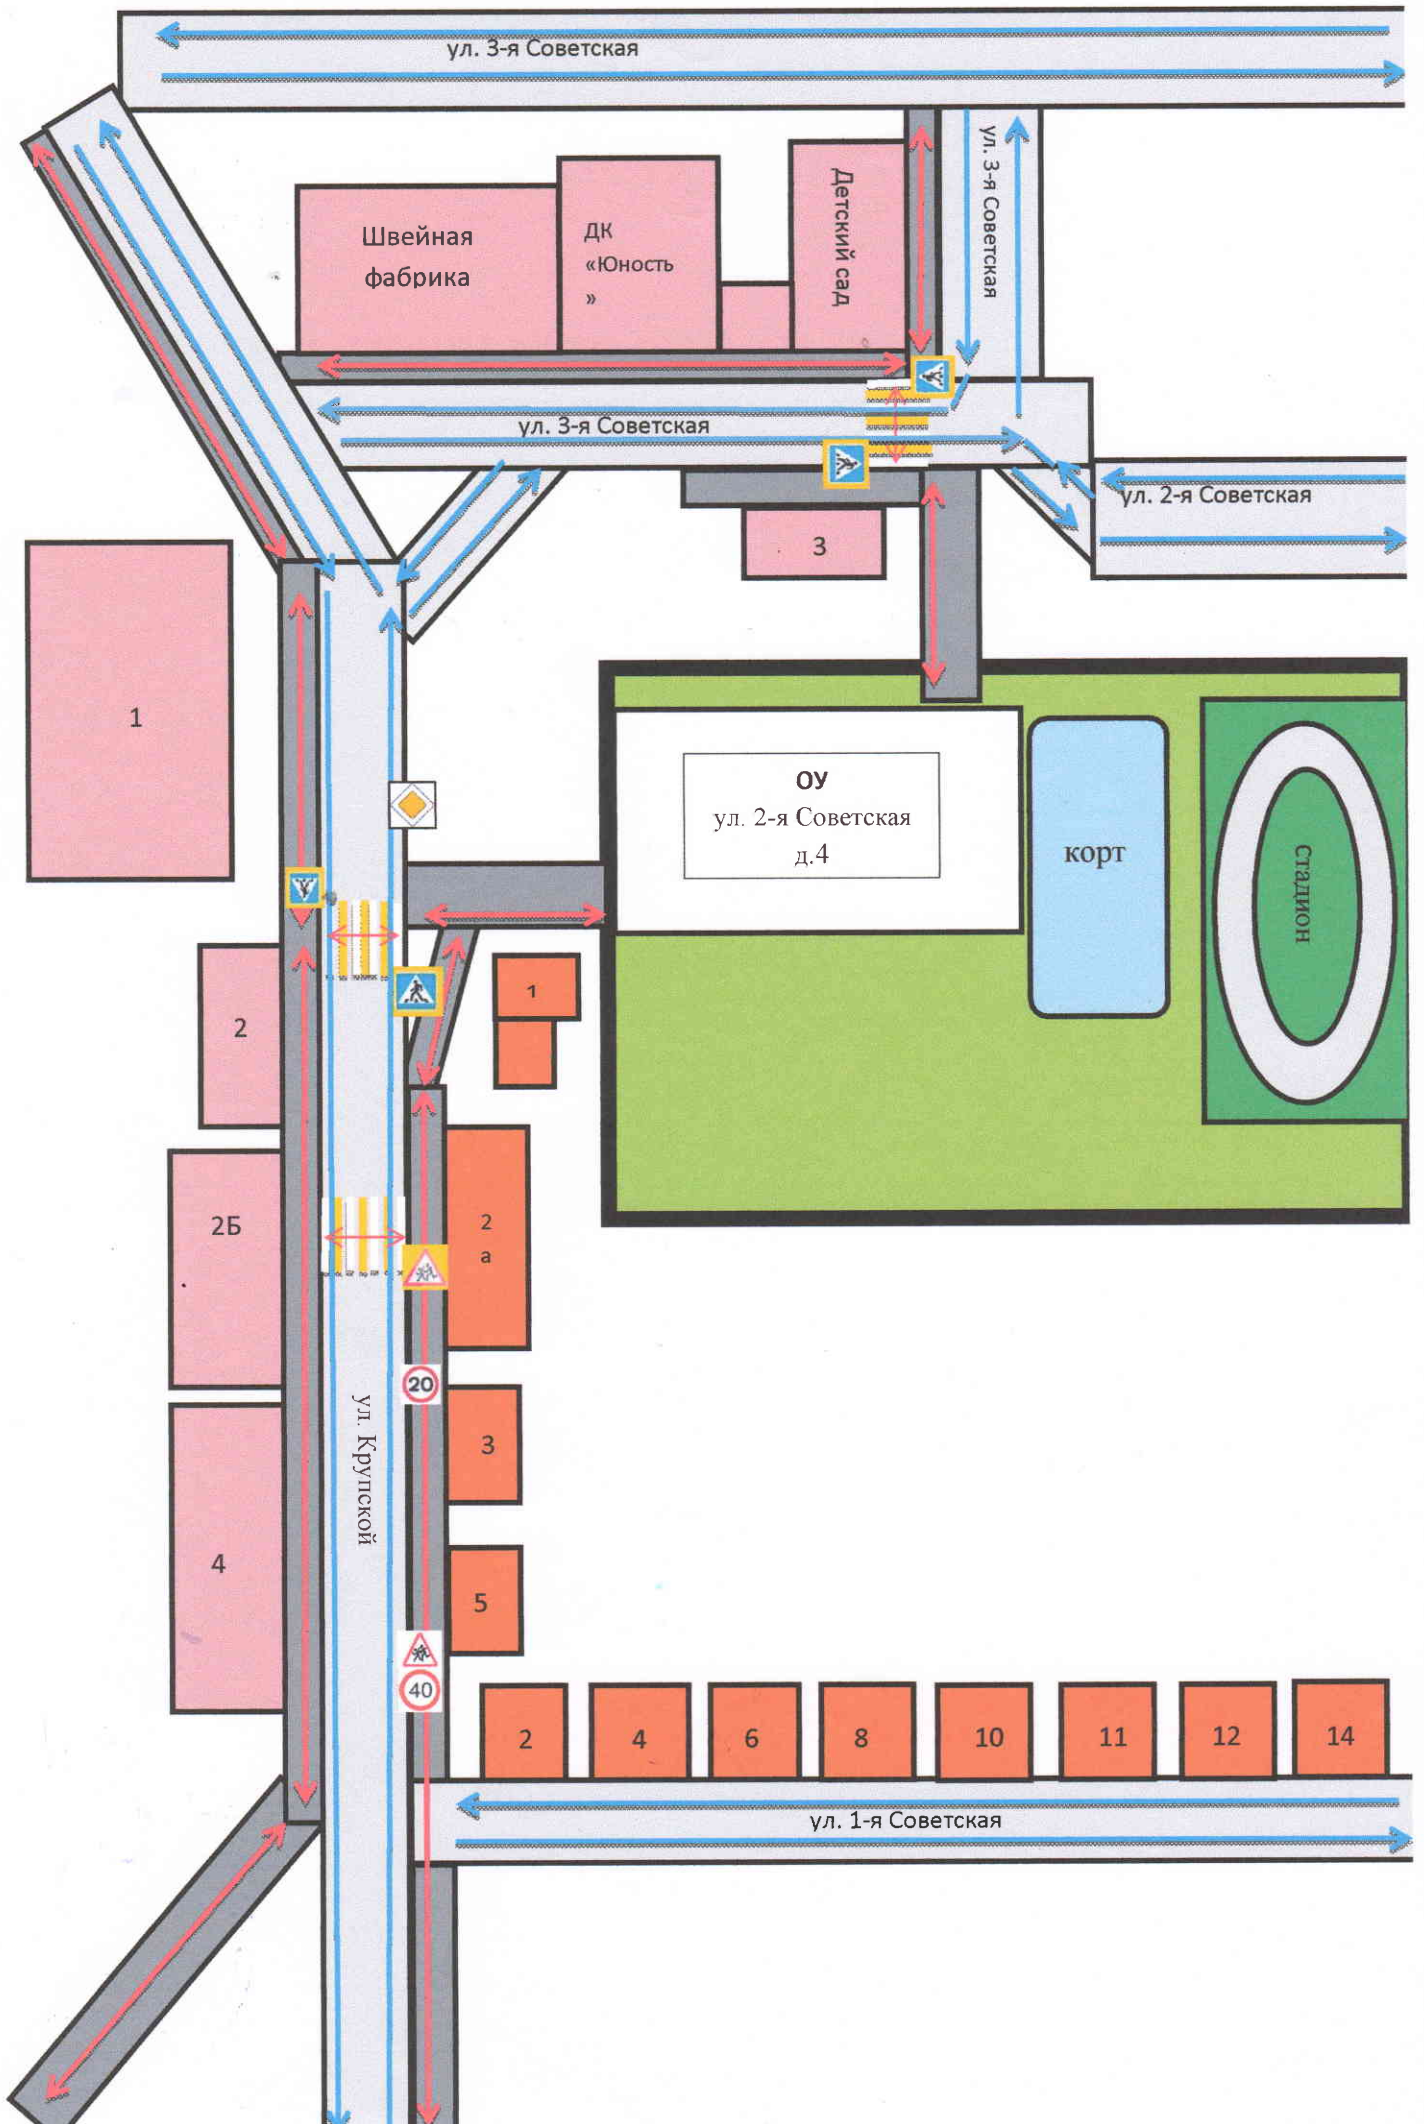 ул. 3-я Советская
ул. 3-я Советская
Швейная
фабрика
ДК
«Юность
»
Детский сад
ул. 3-я Советская
ул. 2-я Советская
3
1
ОУ
ул. 2-я Советская
д.4
корт
Стадион
1
2
2Б
2
а
20
3
ул. Крупской
4
5
40
2
4
6
8
10
11
12
14
ул. 1-я Советская